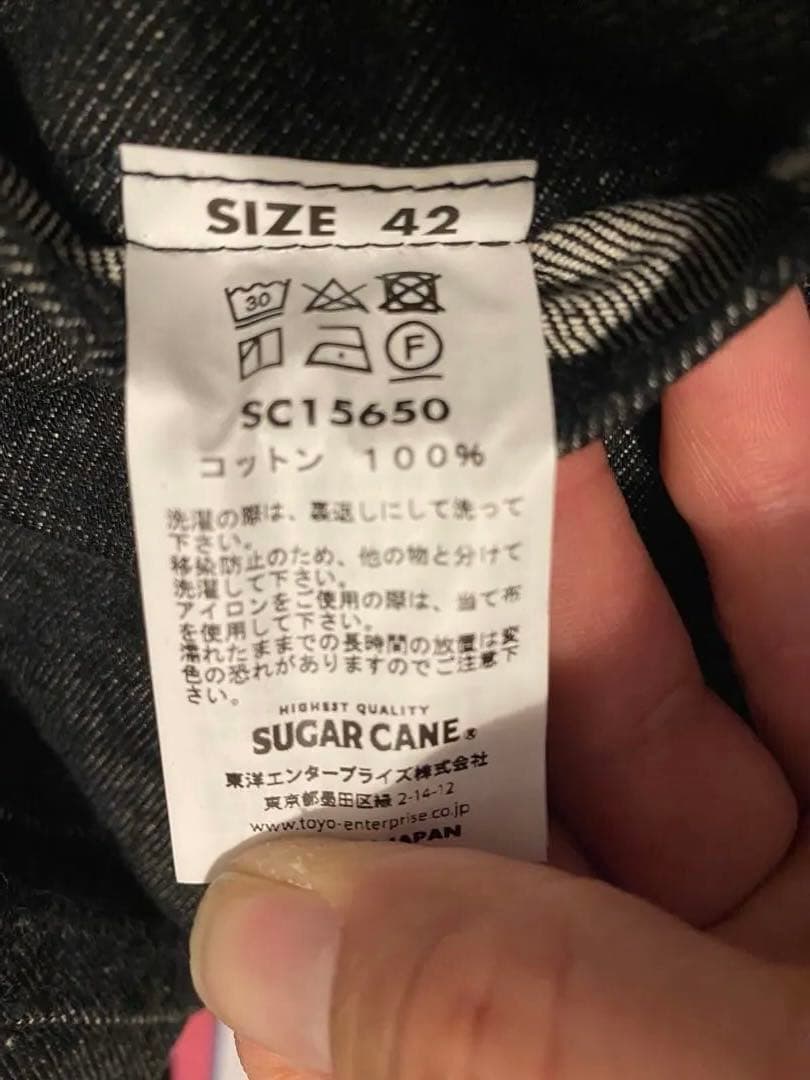 SIZE 42
30
F
SC15650
コットン 100%
洗濯の際は、裏返しにして洗って
下さい。
移染防止のため、他の物と分けて
洗濯して下さい。
アイロンをご使用の際は、当て布
を使用して下さい。
濡れたままでの長時間の放置は変
色の恐れがありますのでご注意下
さい。
HIGHEST QUALITY
SUGAR CANE®
東洋エンタープライズ株式会社
東京都墨田区緑 2-14-12
www.toyo-enterprise.co.jp
JAPAN